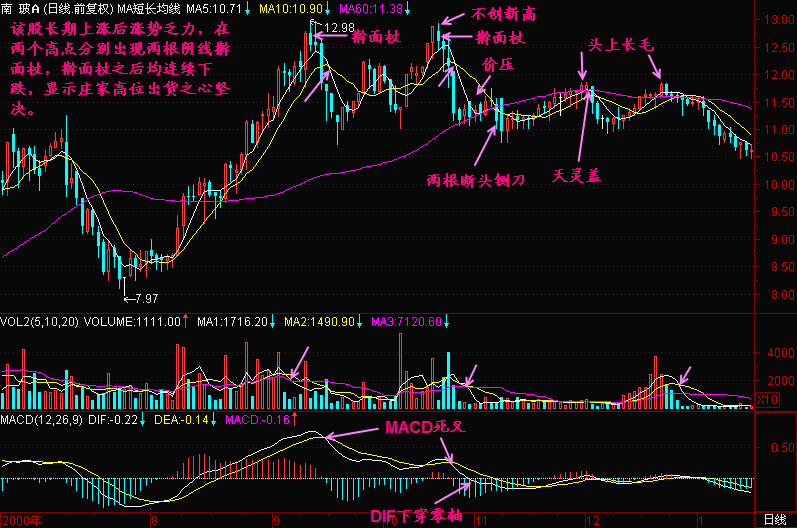 南 玻A (日线.前复权) MA短长均线 MA5:10.71↓ MA10:10.90↓ MA60:11.38↓
该股长期上涨后涨势乏力，在
两个高点分别出现两根阴线擀
面杖，擀面杖之后均连续下
跌，显示庄家高位出货之心坚
决。
12.98
擀面杖
不创新高
擀面杖
价压
头上长毛
两根断头铡刀
天灵盖
7.97
13.00
12.50
12.00
11.50
11.00
10.50
10.00
9.50
9.00
8.50
8.00
VOL2(5,10,20) VOLUME:1111.00↑ MA1:1716.20↓ MA2:1490.90↓ MA3:7120.60↓
4000
2000
X10
MACD(12,26,9) DIF:-0.22↓ DEA:-0.14↓ MACD:-0.16↑
MACD死叉
DIF下穿零轴
0.50
0.00
2000年 8 9 11 12 1 日线